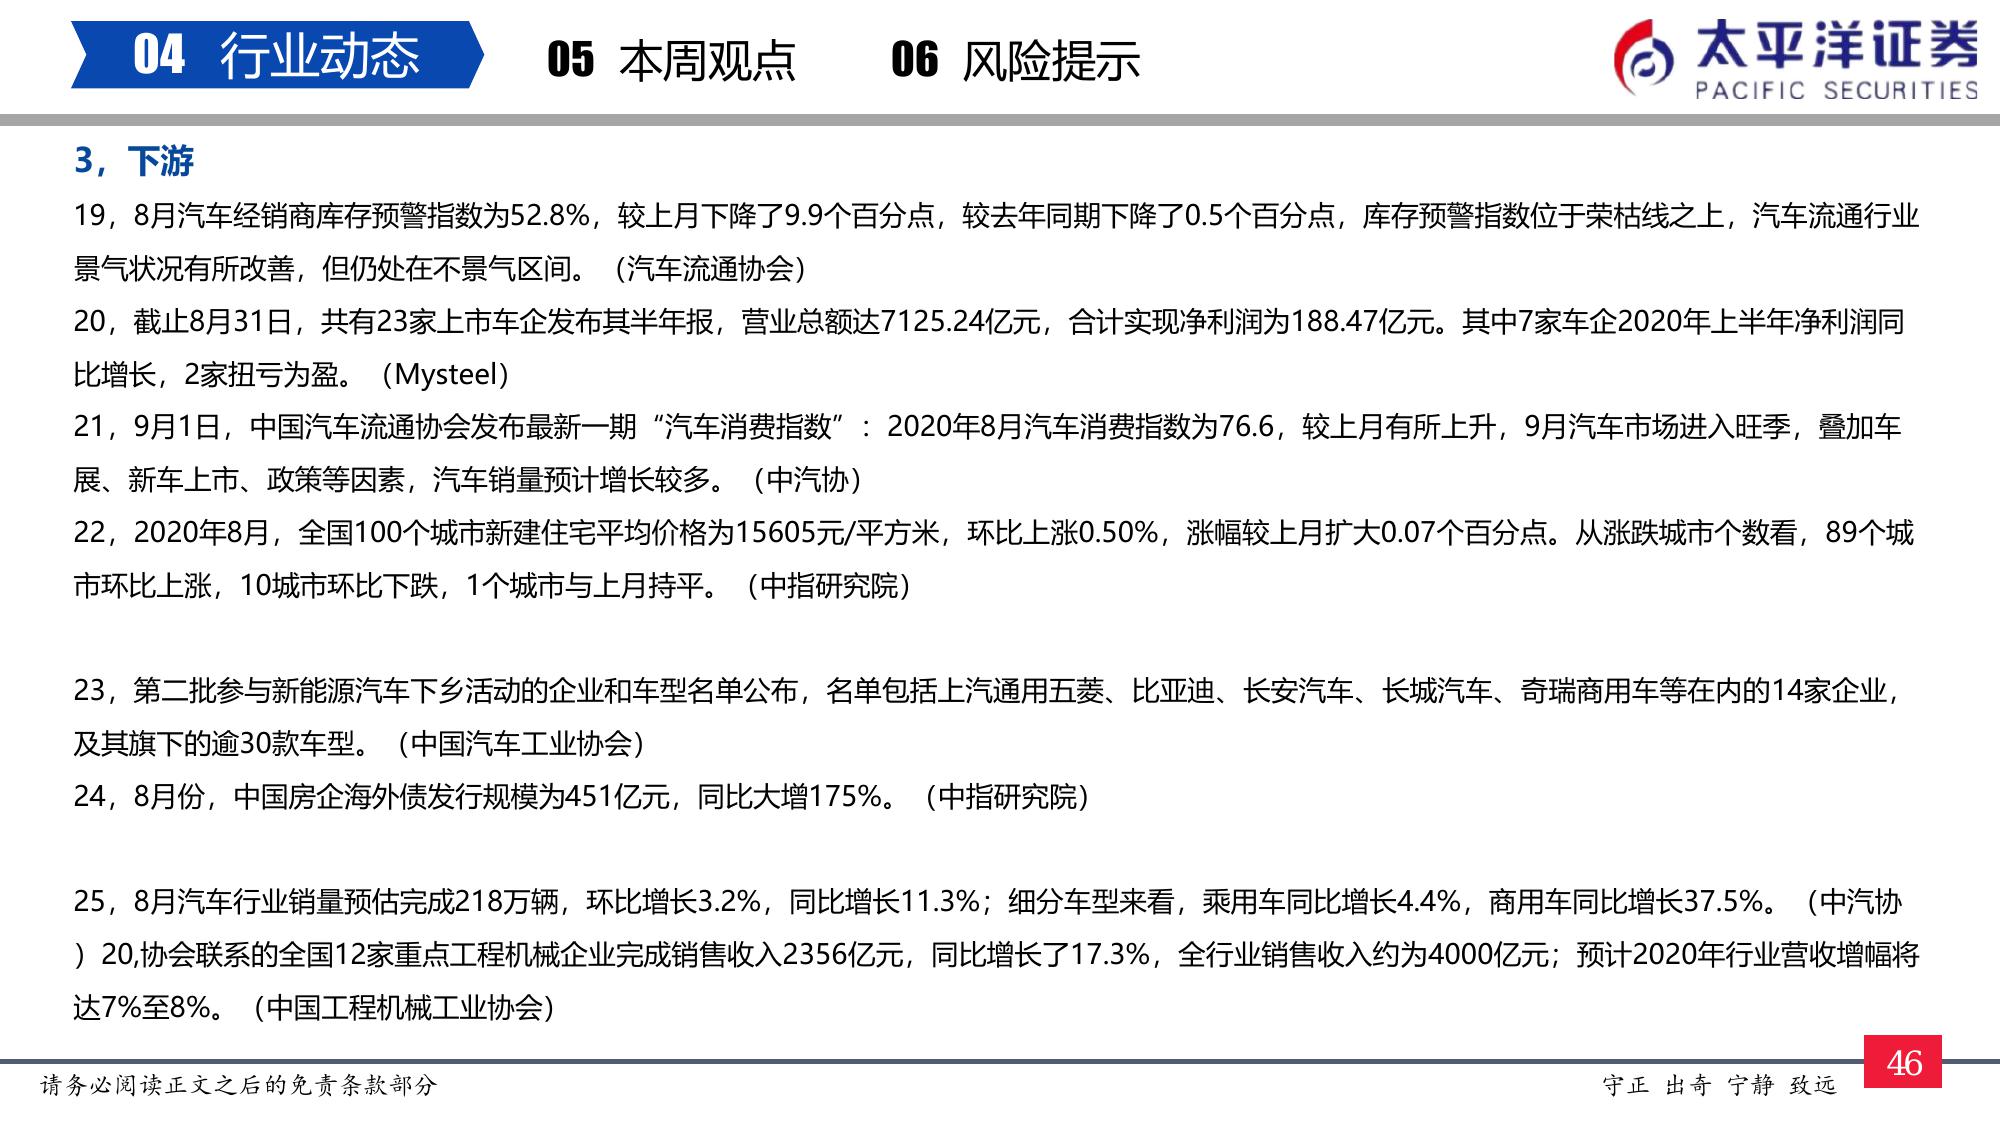 04 行业动态 05 本周观点 06 风险提示 太平洋证券
PACIFIC SECURITIES
3，下游
19，8月汽车经销商库存预警指数为52.8%，较上月下降了9.9个百分点，较去年同期下降了0.5个百分点，库存预警指数位于荣枯线之上，汽车流通行业
景气状况有所改善，但仍处在不景气区间。（汽车流通协会）
20，截止8月31日，共有23家上市车企发布其半年报，营业总额达7125.24亿元，合计实现净利润为188.47亿元。其中7家车企2020年上半年净利润同
比增长，2家扭亏为盈。（Mysteel）
21，9月1日，中国汽车流通协会发布最新一期“汽车消费指数”：2020年8月汽车消费指数为76.6，较上月有所上升，9月汽车市场进入旺季，叠加车
展、新车上市、政策等因素，汽车销量预计增长较多。（中汽协）
22，2020年8月，全国100个城市新建住宅平均价格为15605元/平方米，环比上涨0.50%，涨幅较上月扩大0.07个百分点。从涨跌城市个数看，89个城
市环比上涨，10城市环比下跌，1个城市与上月持平。（中指研究院）
23，第二批参与新能源汽车下乡活动的企业和车型名单公布，名单包括上汽通用五菱、比亚迪、长安汽车、长城汽车、奇瑞商用车等在内的14家企业，
及其旗下的逾30款车型。（中国汽车工业协会）
24，8月份，中国房企海外债发行规模为451亿元，同比大增175%。（中指研究院）
25，8月汽车行业销量预估完成218万辆，环比增长3.2%，同比增长11.3%；细分车型来看，乘用车同比增长4.4%，商用车同比增长37.5%。（中汽协
）20,协会联系的全国12家重点工程机械企业完成销售收入2356亿元，同比增长了17.3%，全行业销售收入约为4000亿元；预计2020年行业营收增幅将
达7%至8%。（中国工程机械工业协会）
请务必阅读正文之后的免责条款部分 守正 出奇 宁静 致远 46